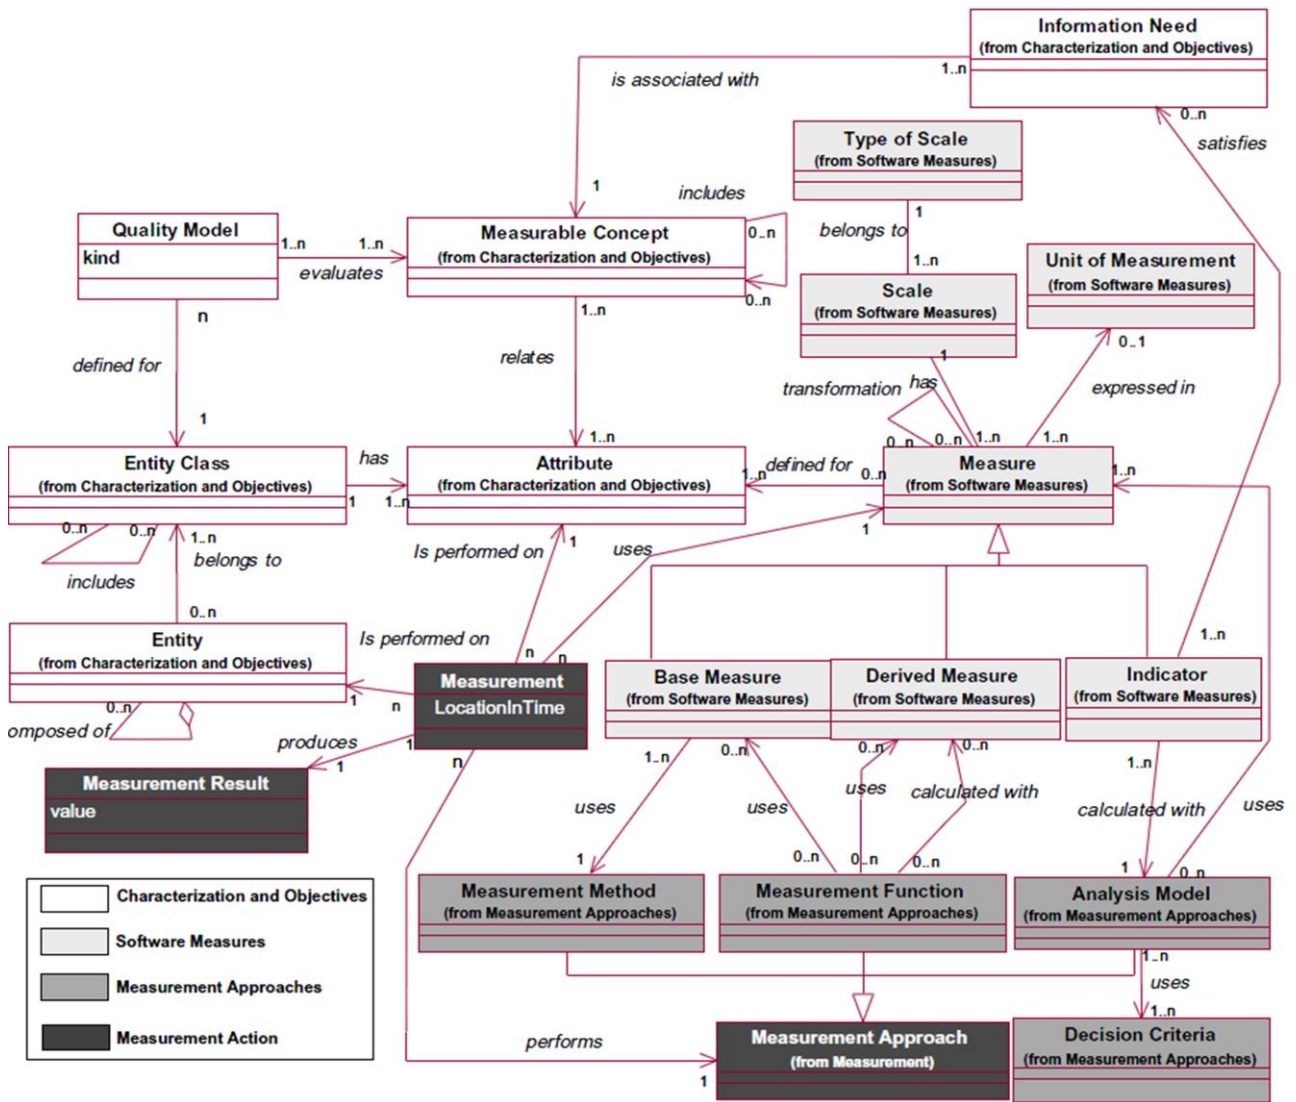 Information Need
(from Characterization and Objectives)
1..n
is associated with
0..n
satisfies
Type of Scale
(from Software Measures)
1
includes
1
belongs to
Quality Model
kind
1..n
1..n
evaluates
Measurable Concept
(from Characterization and Objectives)
0..n
0..n
1..n
Unit of Measurement
(from Software Measures)
Scale
(from Software Measures)
n
1..n
0..1
defined for
relates
1
transformation
has
expressed in
1
1..n
0..n
0..n
1..n
1..n
Entity Class
(from Characterization and Objectives)
has
1
1..n
Attribute
(from Characterization and Objectives)
1..n
defined for
0..n
Measure
(from Software Measures)
1..n
0..n
0..n
1..n
includes
belongs to
Is performed on
1
uses
1
0..n
Entity
(from Characterization and Objectives)
Is performed on
n
n
1..n
Measurement
LocationInTime
Base Measure
(from Software Measures)
Derived Measure
(from Software Measures)
Indicator
(from Software Measures)
0..n
omposed of
1
n
produces
1
1
n
Measurement Result
value
1..n
0..n
0..n
0..n
1..n
uses
uses
uses
calculated with
calculated with
uses
1
0..n
0..n
0..n
1
0..n
Measurement Method
(from Measurement Approaches)
Measurement Function
(from Measurement Approaches)
Analysis Model
(from Measurement Approaches)
1..n
uses
1..n
Characterization and Objectives
Software Measures
Measurement Approaches
Measurement Action
performs
1
Measurement Approach
(from Measurement)
Decision Criteria
(from Measurement Approaches)